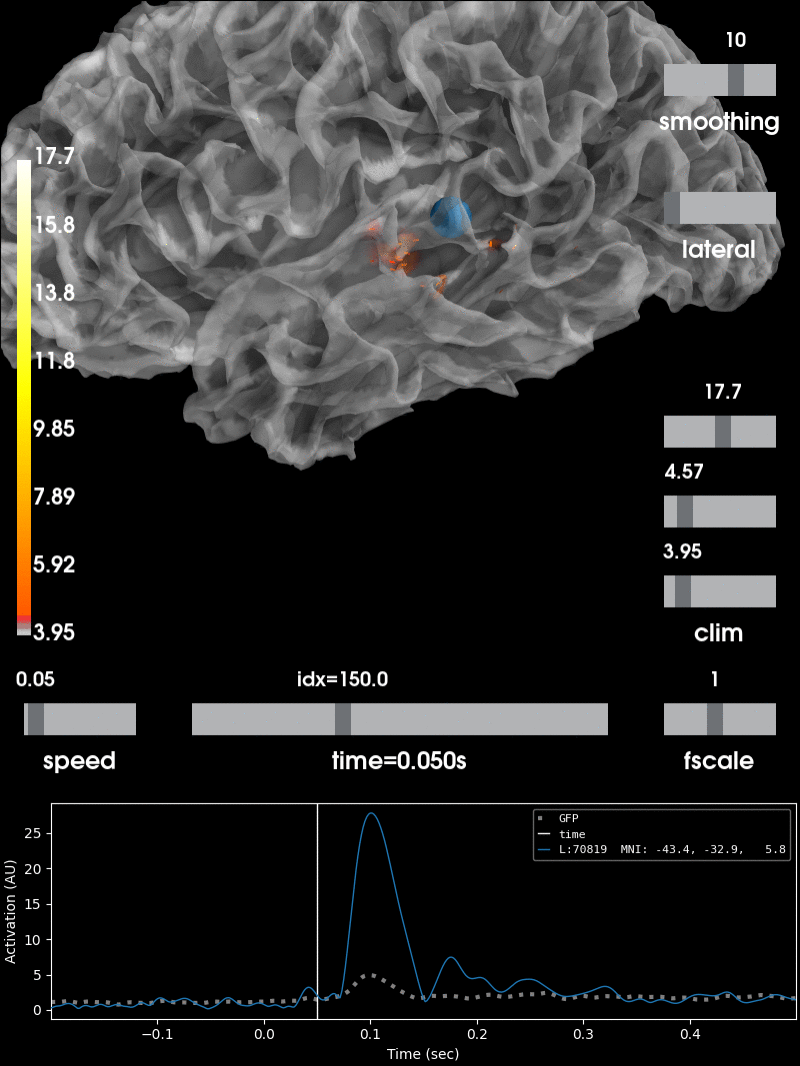 10
smoothing
17.7
15.8
13.8
11.8
9.85
7.89
5.92
3.95
lateral
17.7
4.57
3.95
clim
0.05
speed
idx=150.0
time=0.050s
1
fscale
Activation (AU)
25
20
15
10
5
0
GFP
time
L:70819  MNI: -43.4, -32.9,   5.8
−0.1 0.0 0.1 0.2 0.3 0.4
Time (sec)